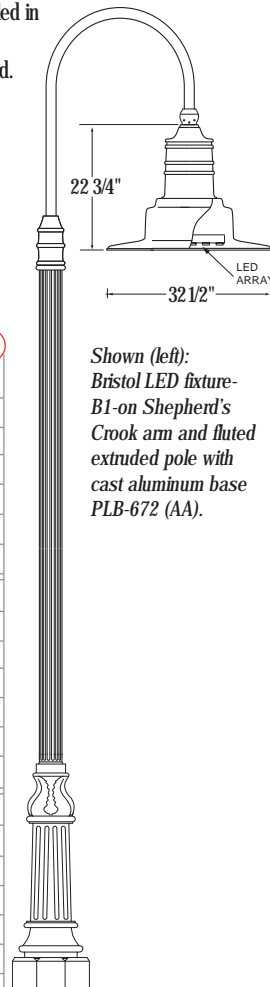 ed in
d.
22 3/4"
LED
ARRAY
32 1/2"
Shown (left):
Bristol LED fixture-
B1-on Shepherd's
Crook arm and fluted
extruded pole with
cast aluminum base
PLB-672 (AA).